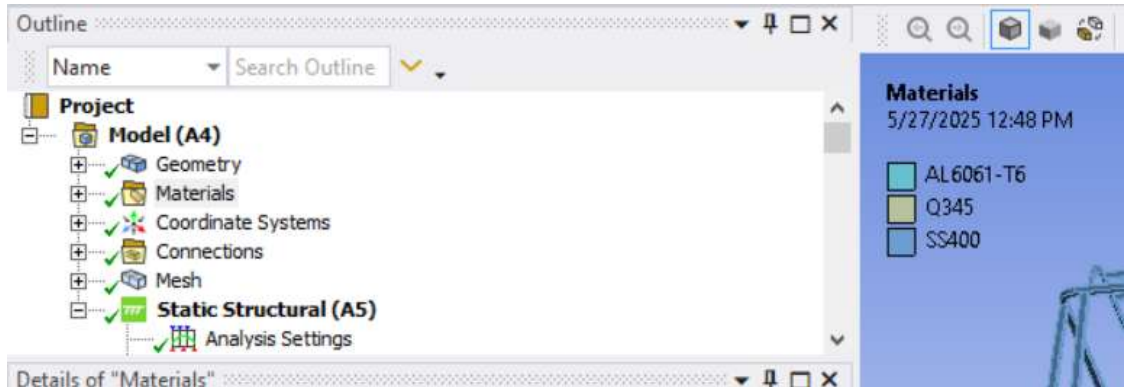 Outline
Name
Search Outline
Project
Model (A4)
Geometry
Materials
Coordinate Systems
Connections
Mesh
Static Structural (A5)
Analysis Settings
Details of "Materials"
Materials
5/27/2025 12:48 PM
AL6061-T6
Q345
SS400